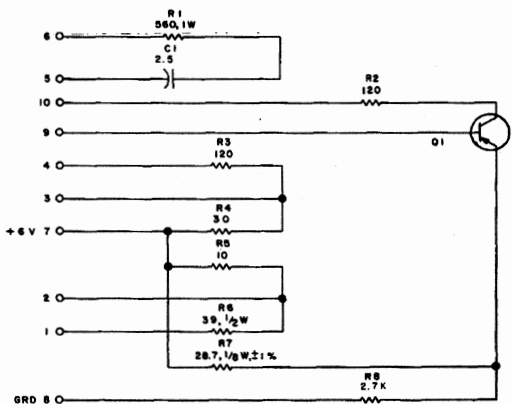 R1
6 560, 1W
C1
5 2.5
R2
10 120
9 Q1
R3
4 120
3
R4
+6V 7 30
R5
10
2
R6
1 39, 1/2W
R7
28.7, 1/8W, ±1%
R8
GRD 8 2.7K